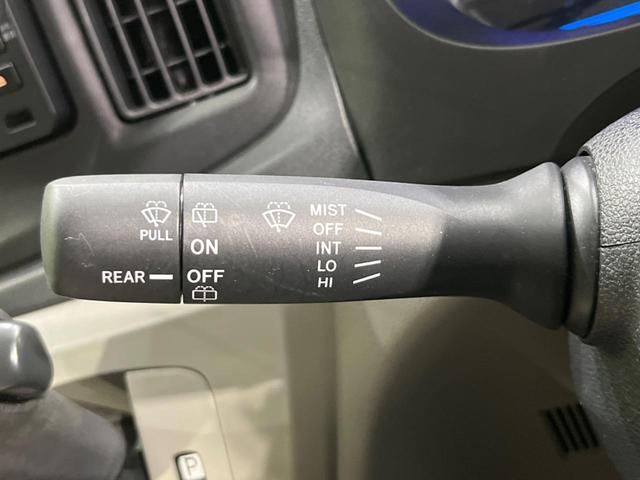 PULL
REAR
ON
OFF
MIST
OFF
INT
LO
HI
P